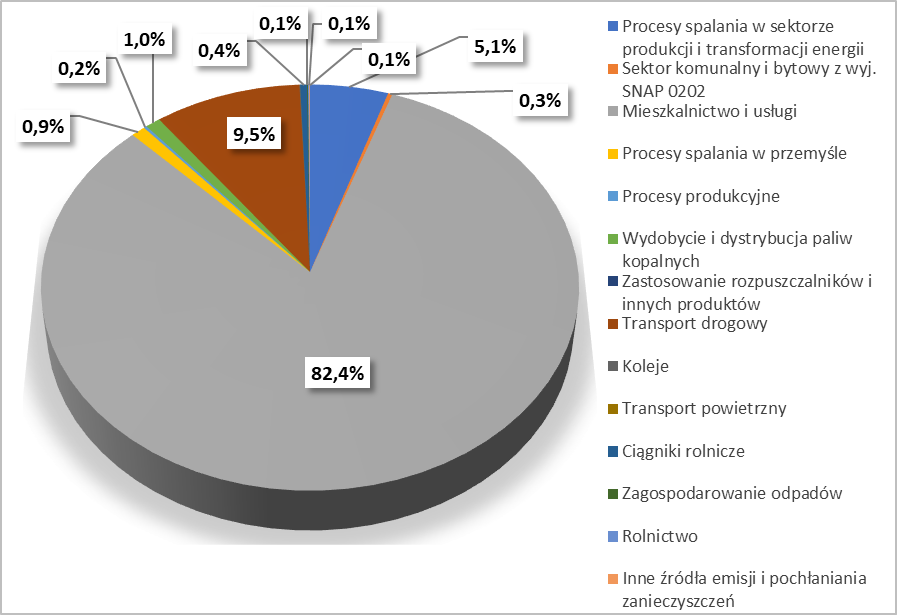 0,1%
0,1%
1,0%
0,4%
0,1%
5,1%
0,2%
0,3%
0,9%
9,5%
82,4%
Procesy spalania w sektorze
produkcji i transformacji energii
Sektor komunalny i bytowy z wyj.
SNAP 0202
Mieszkalnictwo i usługi
Procesy spalania w przemyśle
Procesy produkcyjne
Wydobycie i dystrybucja paliw
kopalnych
Zastosowanie rozpuszczalników i
innych produktów
Transport drogowy
Koleje
Transport powietrzny
Ciągniki rolnicze
Zagospodarowanie odpadów
Rolnictwo
Inne źródła emisji i pochłaniania
zanieczyszczeń